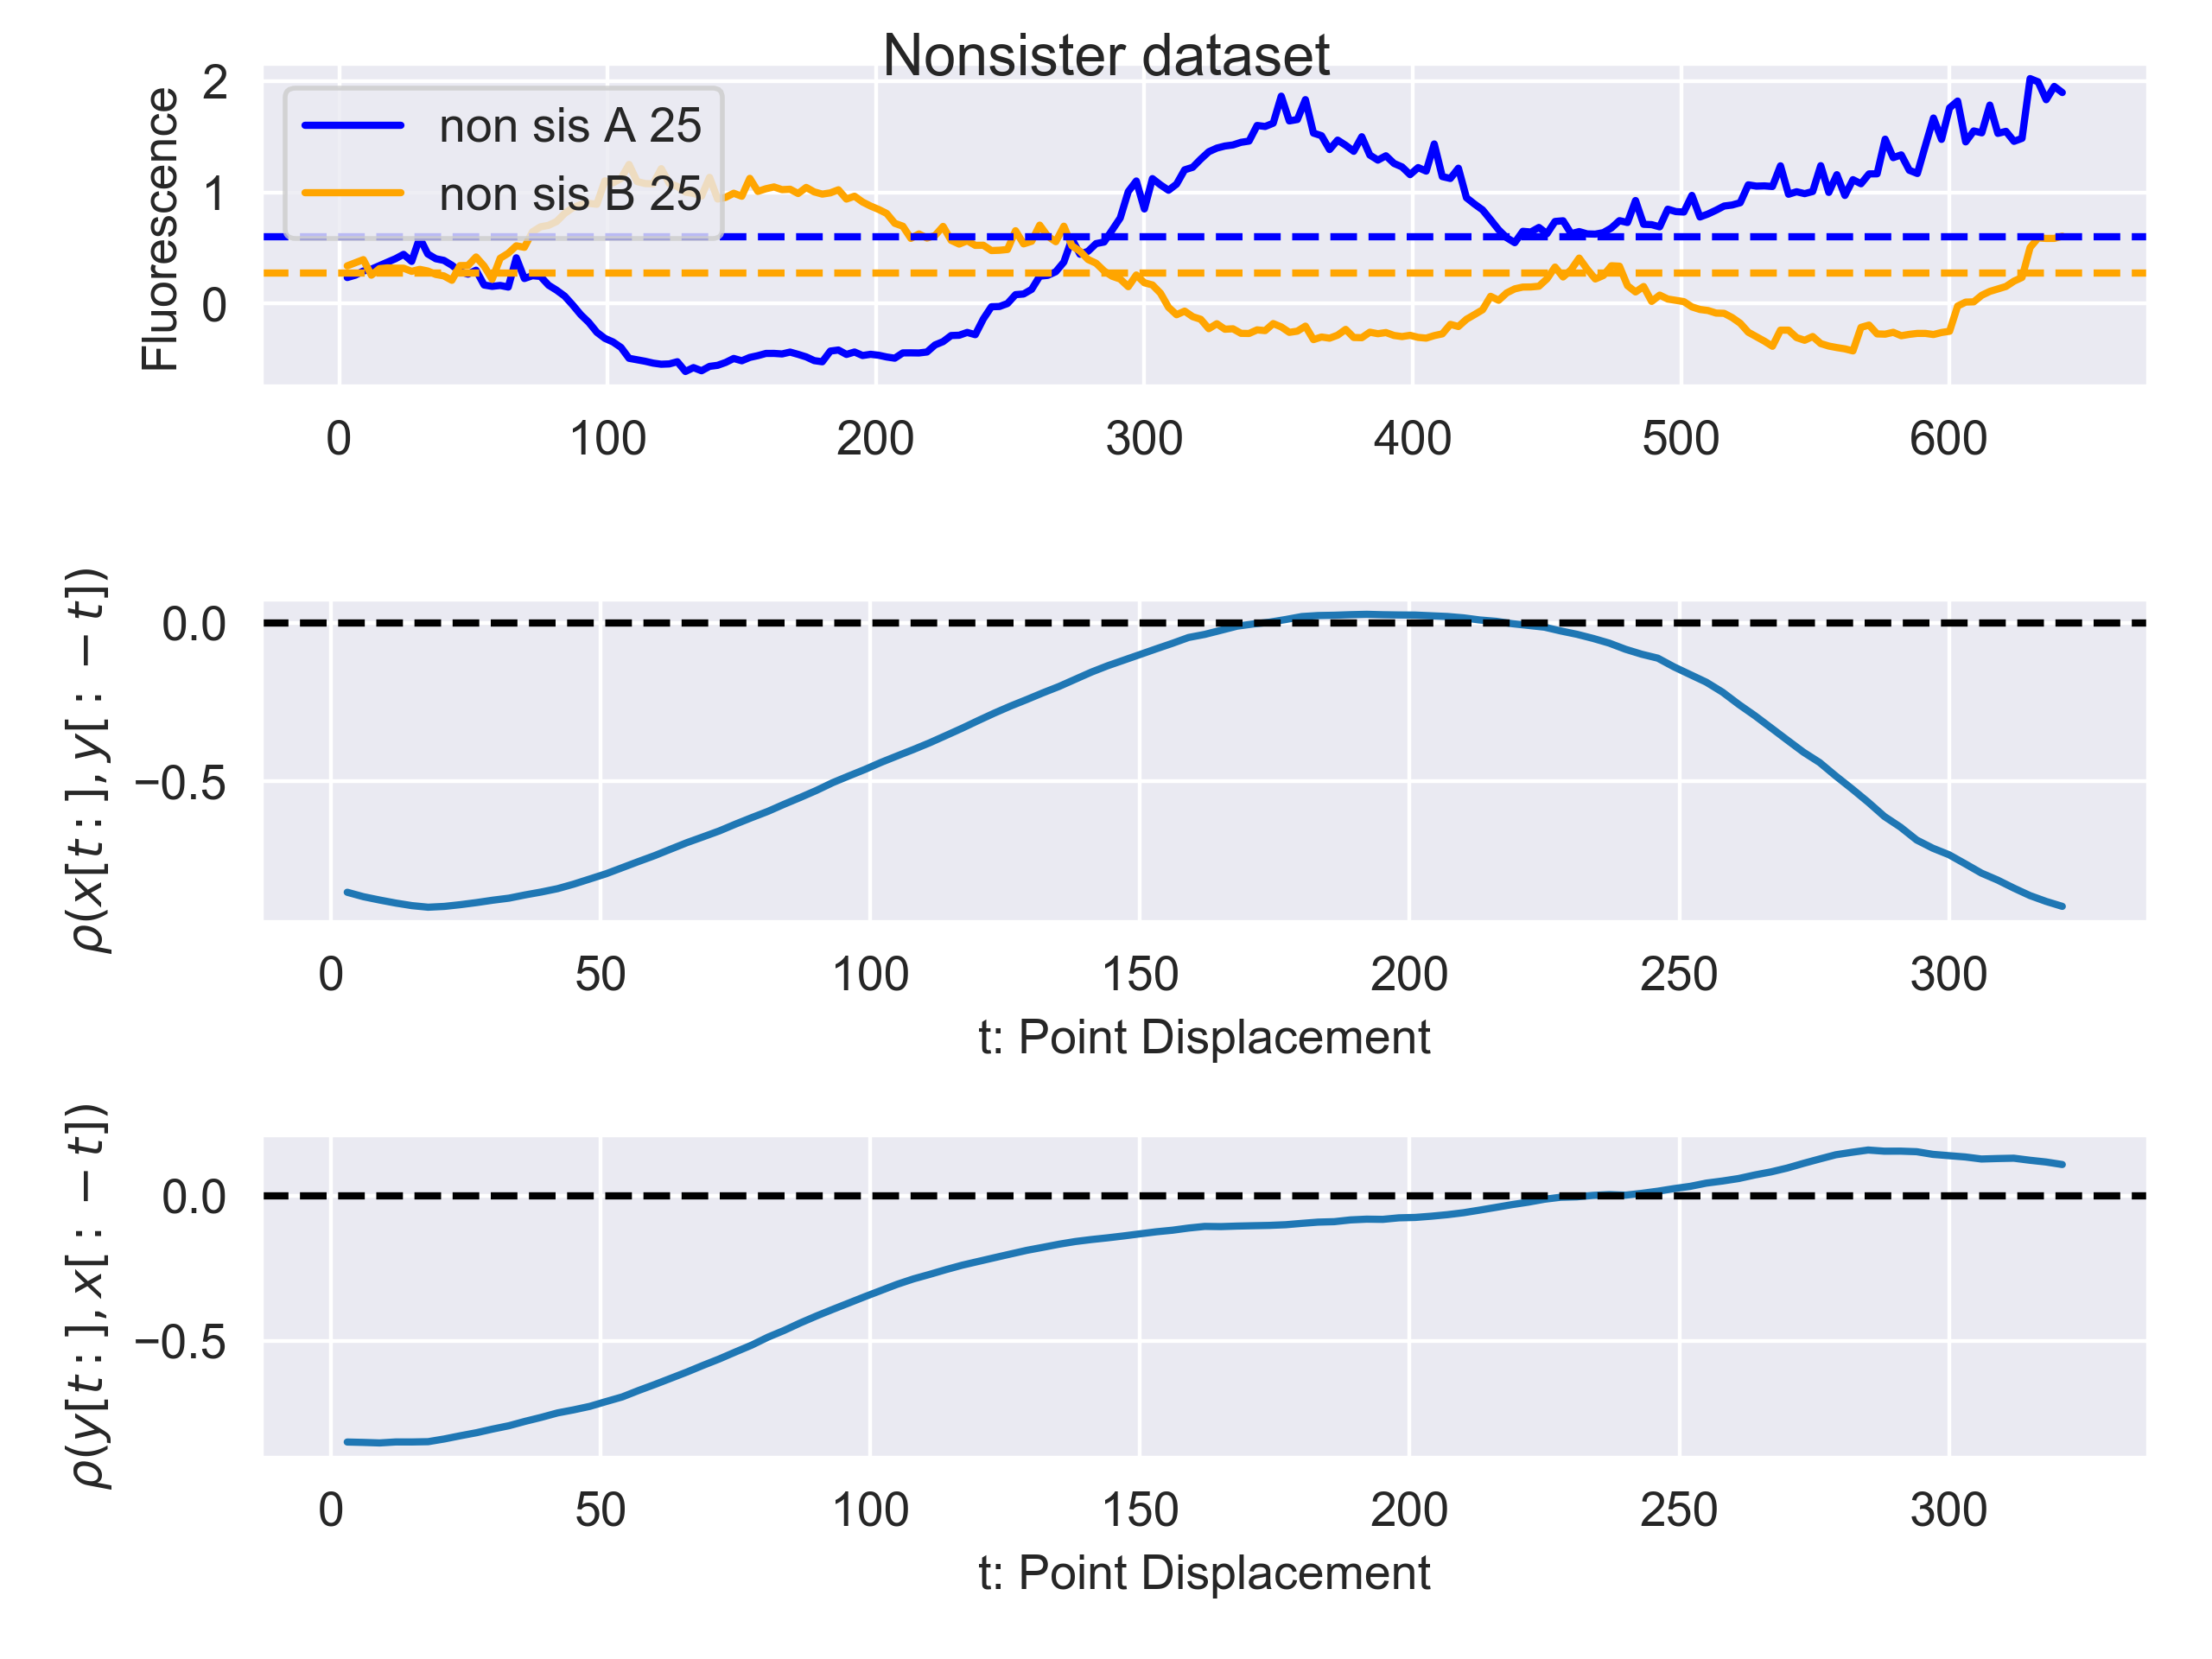 Nonsister dataset
Fluorescence
2
1
0
non sis A 25
non sis B 25
0 100 200 300 400 500 600
ρ(x[t:], y[: −t])
0.0
−0.5
0 50 100 150 200 250 300
t: Point Displacement
ρ(y[t:], x[: −t])
0.0
−0.5
0 50 100 150 200 250 300
t: Point Displacement